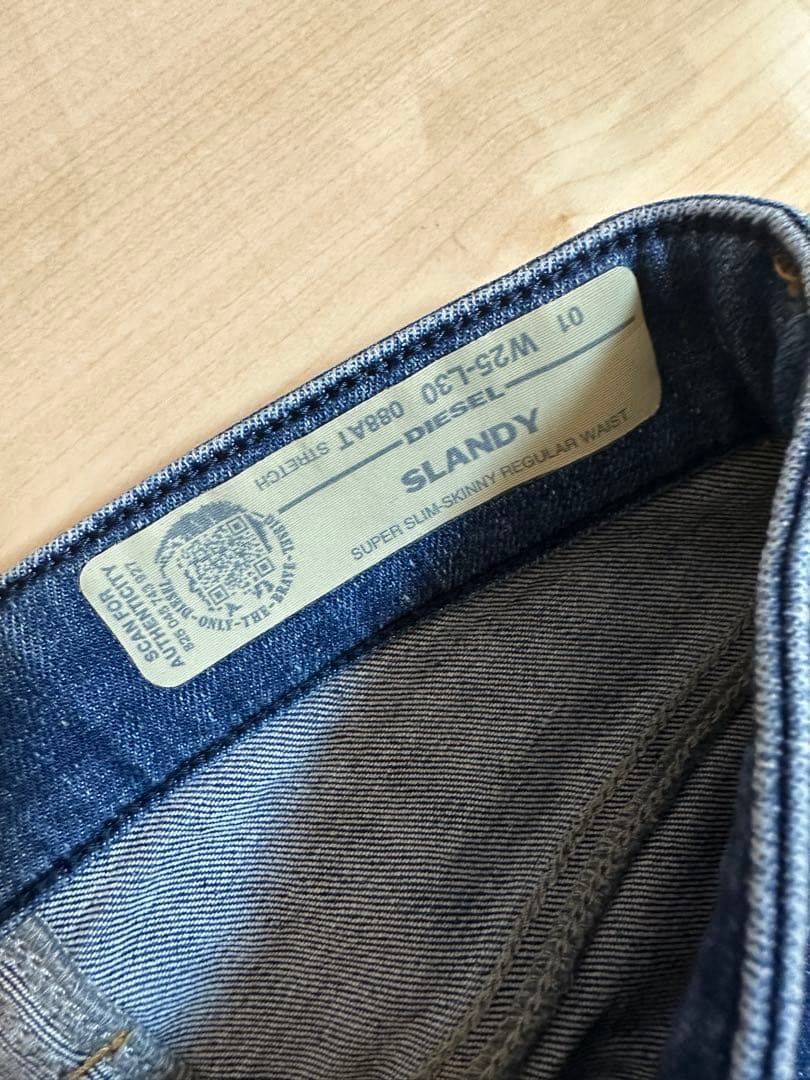 DIESEL
SLANDY
SUPER SLIM-SKINNY REGULAR WAIST
01 W25-L30 088AT STRETCH
DIESEL-ONLY-THE-BRAVE-
SCAN FOR
AUTHENTICITY